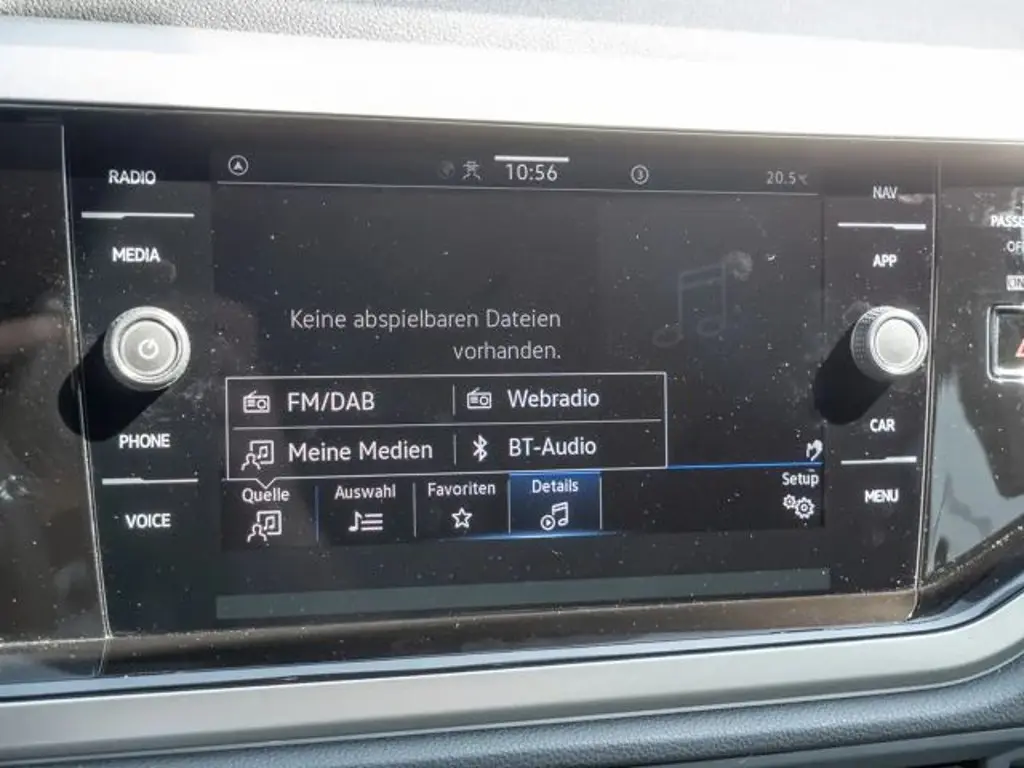 RADIO
MEDIA
PHONE
VOICE
10:56
3
20.5
Keine abspielbaren Dateien
vorhanden.
FM/DAB
Webradio
Meine Medien
BT-Audio
Quelle
Auswahl
Favoriten
Details
Setup
NAV
APP
CAR
MENU